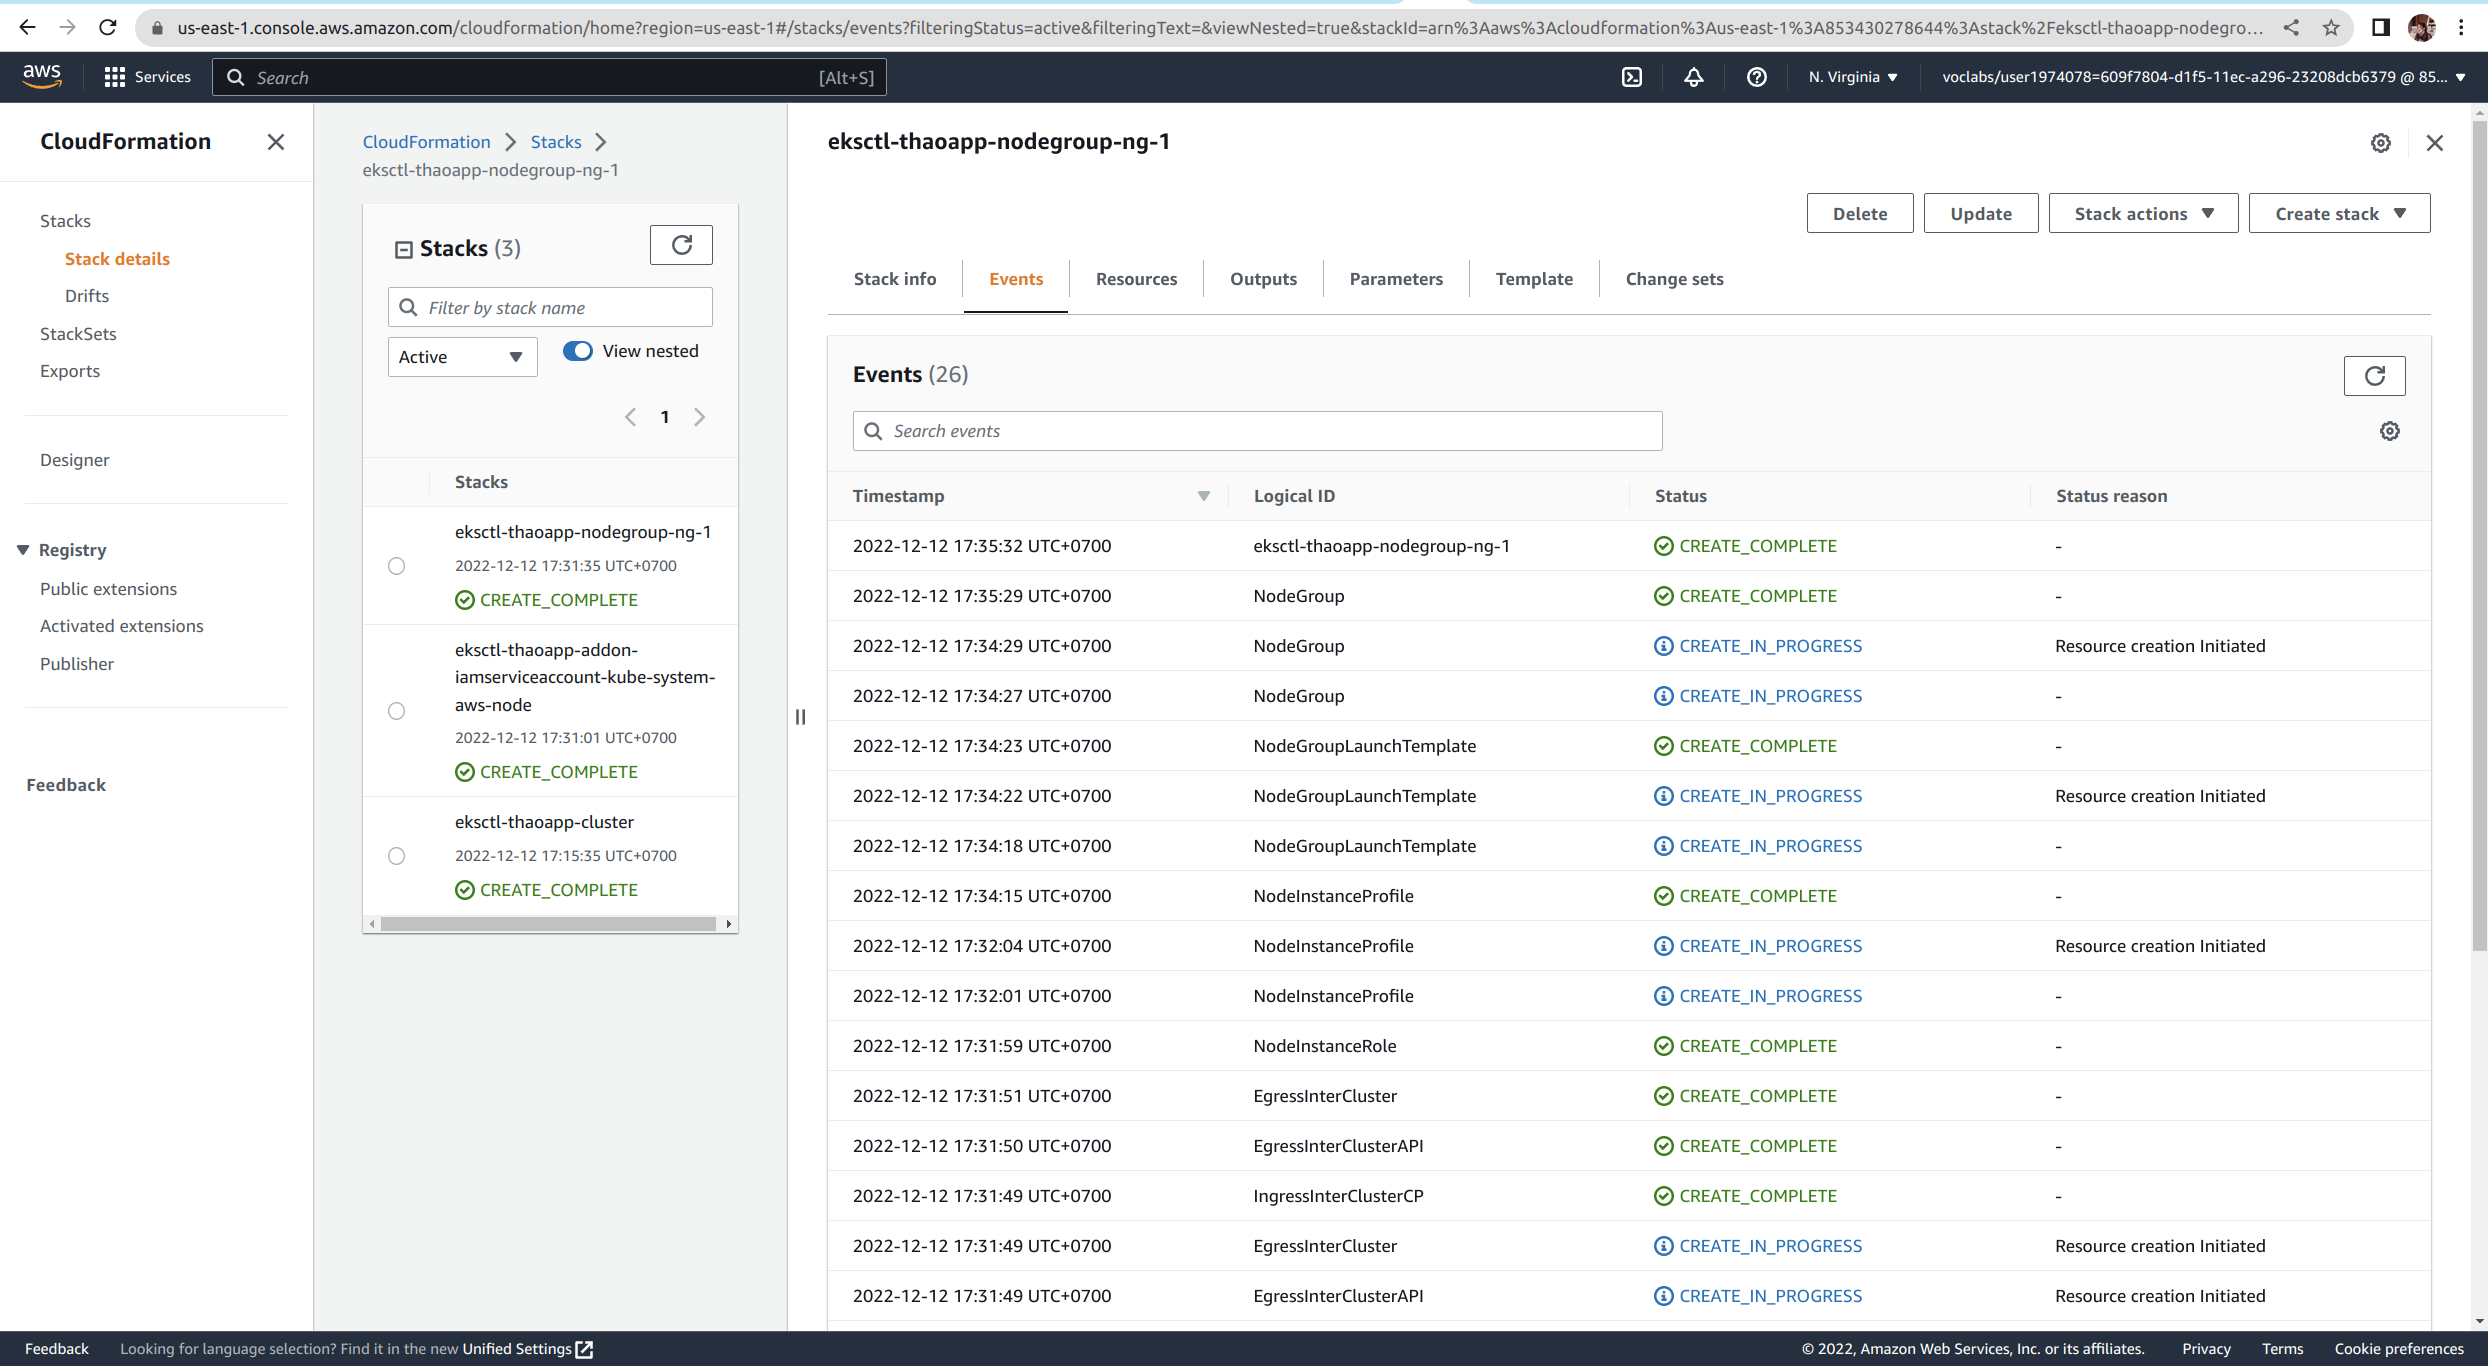 us-east-1.console.aws.amazon.com/cloudformation/home?region=us-east-1#/stacks/events?filteringStatus=active&filteringText=&viewNested=true&stackId=arn%3Aaws%3Acloudformation%3Aus-east-1%3A853430278644%3Astack%2Feksctl-thaoapp-nodegro...
aws
Services
Search
[Alt+S]
N. Virginia
voclabs/user1974078=609f7804-d1f5-11ec-a296-23208dcb6379 @ 85...
CloudFormation
Stacks
Stack details
Drifts
StackSets
Exports
Designer
Registry
Public extensions
Activated extensions
Publisher
Feedback
CloudFormation
Stacks
eksctl-thaoapp-nodegroup-ng-1
Stacks (3)
Filter by stack name
Active
View nested
1
Stacks
eksctl-thaoapp-nodegroup-ng-1
2022-12-12 17:31:35 UTC+0700
CREATE_COMPLETE
eksctl-thaoapp-addon-
iamserviceaccount-kube-system-
aws-node
2022-12-12 17:31:01 UTC+0700
CREATE_COMPLETE
eksctl-thaoapp-cluster
2022-12-12 17:15:35 UTC+0700
CREATE_COMPLETE
eksctl-thaoapp-nodegroup-ng-1
Delete
Update
Stack actions
Create stack
Stack info
Events
Resources
Outputs
Parameters
Template
Change sets
Events (26)
Search events
Timestamp Logical ID Status Status reason
2022-12-12 17:35:32 UTC+0700 eksctl-thaoapp-nodegroup-ng-1 CREATE_COMPLETE -
2022-12-12 17:35:29 UTC+0700 NodeGroup CREATE_COMPLETE -
2022-12-12 17:34:29 UTC+0700 NodeGroup CREATE_IN_PROGRESS Resource creation Initiated
2022-12-12 17:34:27 UTC+0700 NodeGroup CREATE_IN_PROGRESS -
2022-12-12 17:34:23 UTC+0700 NodeGroupLaunchTemplate CREATE_COMPLETE -
2022-12-12 17:34:22 UTC+0700 NodeGroupLaunchTemplate CREATE_IN_PROGRESS Resource creation Initiated
2022-12-12 17:34:18 UTC+0700 NodeGroupLaunchTemplate CREATE_IN_PROGRESS -
2022-12-12 17:34:15 UTC+0700 NodeInstanceProfile CREATE_COMPLETE -
2022-12-12 17:32:04 UTC+0700 NodeInstanceProfile CREATE_IN_PROGRESS Resource creation Initiated
2022-12-12 17:32:01 UTC+0700 NodeInstanceProfile CREATE_IN_PROGRESS -
2022-12-12 17:31:59 UTC+0700 NodeInstanceRole CREATE_COMPLETE -
2022-12-12 17:31:51 UTC+0700 EgressInterCluster CREATE_COMPLETE -
2022-12-12 17:31:50 UTC+0700 EgressInterClusterAPI CREATE_COMPLETE -
2022-12-12 17:31:49 UTC+0700 IngressInterClusterCP CREATE_COMPLETE -
2022-12-12 17:31:49 UTC+0700 EgressInterCluster CREATE_IN_PROGRESS Resource creation Initiated
2022-12-12 17:31:49 UTC+0700 EgressInterClusterAPI CREATE_IN_PROGRESS Resource creation Initiated
Feedback
Looking for language selection? Find it in the new Unified Settings
© 2022, Amazon Web Services, Inc. or its affiliates.
Privacy
Terms
Cookie preferences